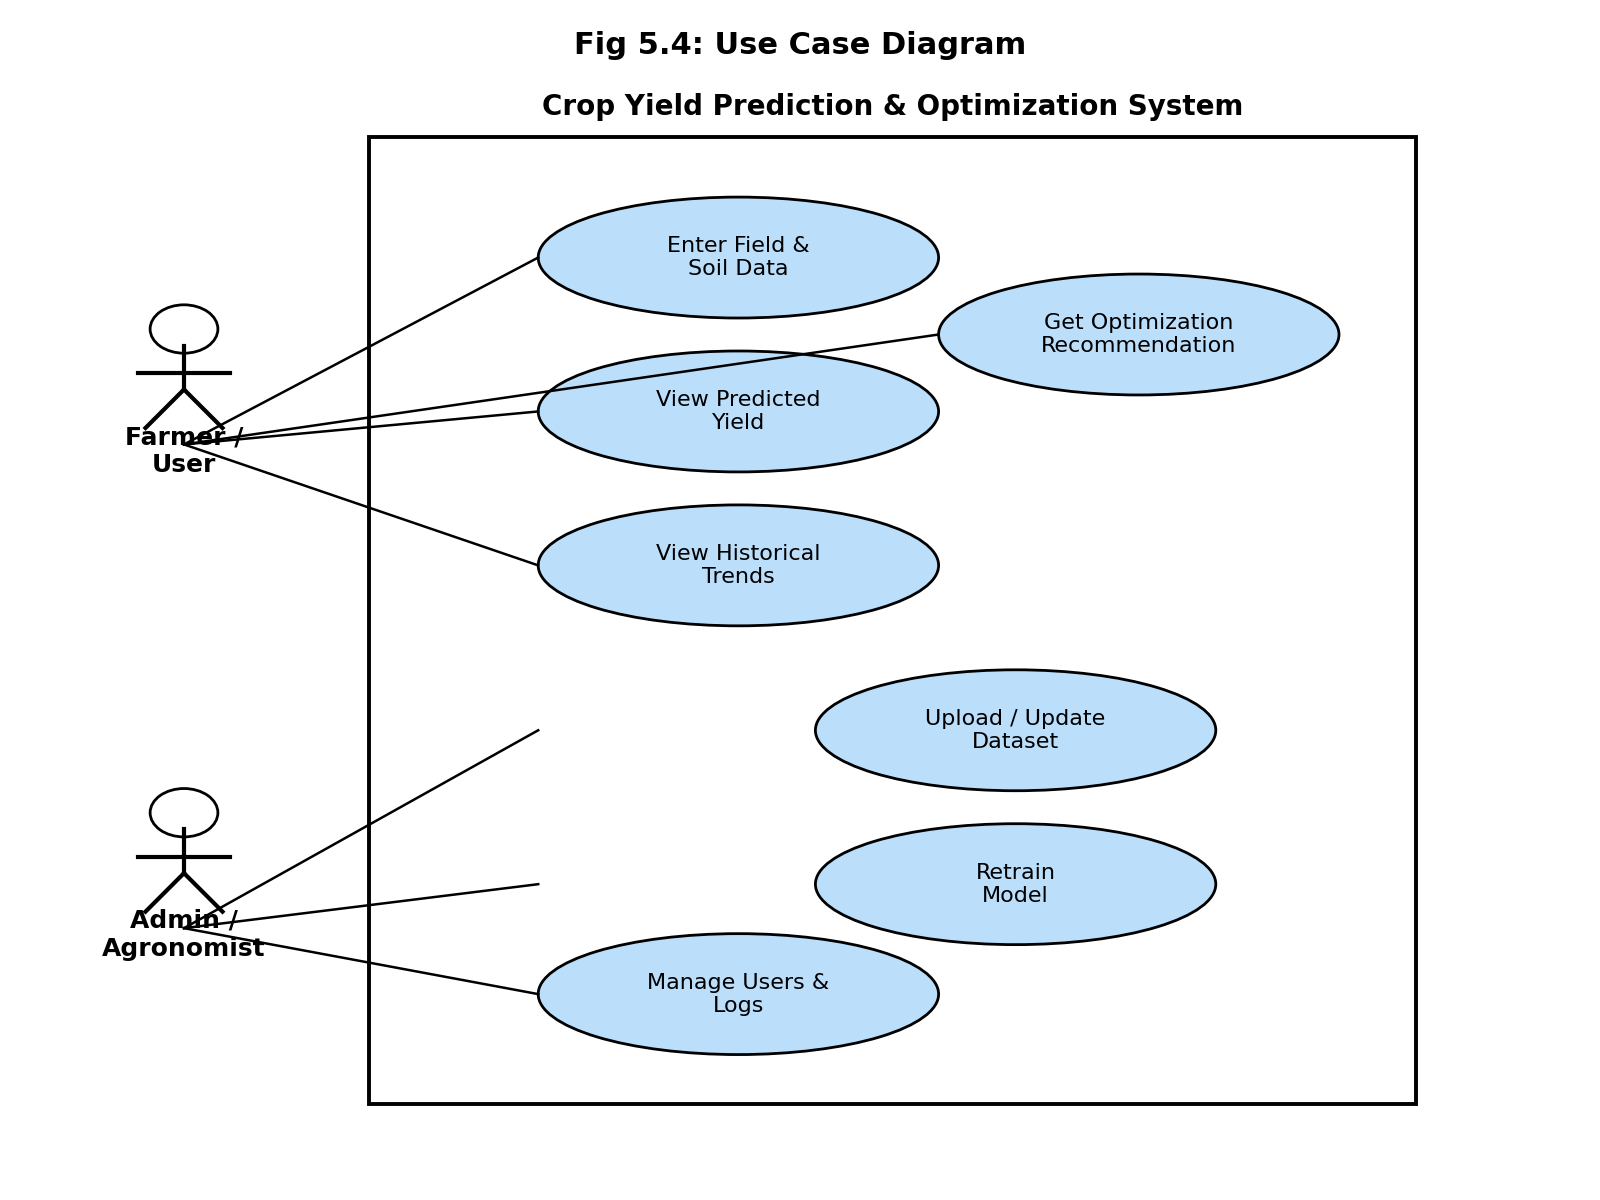 Fig 5.4: Use Case Diagram
Crop Yield Prediction & Optimization System
Enter Field &
Soil Data
Get Optimization
Recommendation
View Predicted
Yield
Farmer /
User
View Historical
Trends
Upload / Update
Dataset
Retrain
Model
Admin /
Agronomist
Manage Users &
Logs